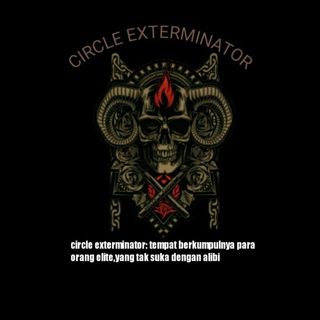 CIRCLE EXTERMINATOR
circle exterminator: tempat berkumpulnya para
orang elite,yang tak suka dengan alibi